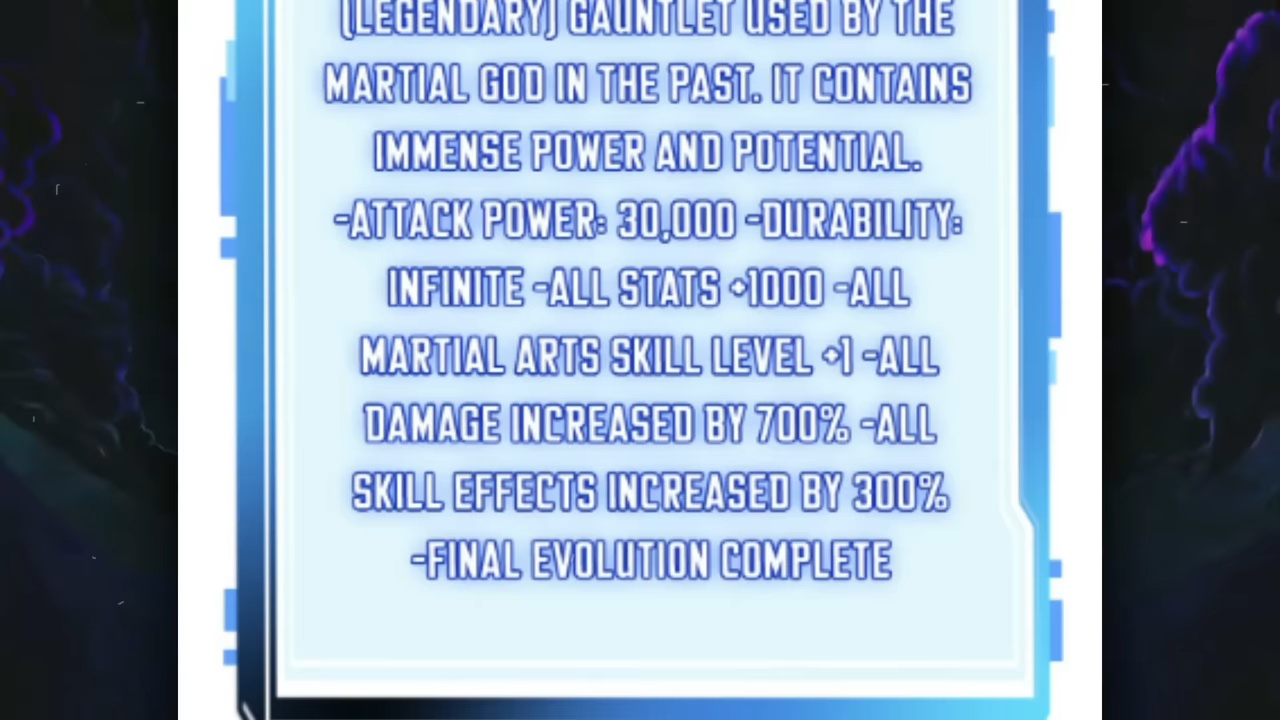 (LEGENDARY) GAUNTLET USED BY THE
MARTIAL GOD IN THE PAST. IT CONTAINS
IMMENSE POWER AND POTENTIAL.
-ATTACK POWER: 30,000 -DURABILITY:
INFINITE -ALL STATS +1000 -ALL
MARTIAL ARTS SKILL LEVEL +1 -ALL
DAMAGE INCREASED BY 700% -ALL
SKILL EFFECTS INCREASED BY 300%
-FINAL EVOLUTION COMPLETE